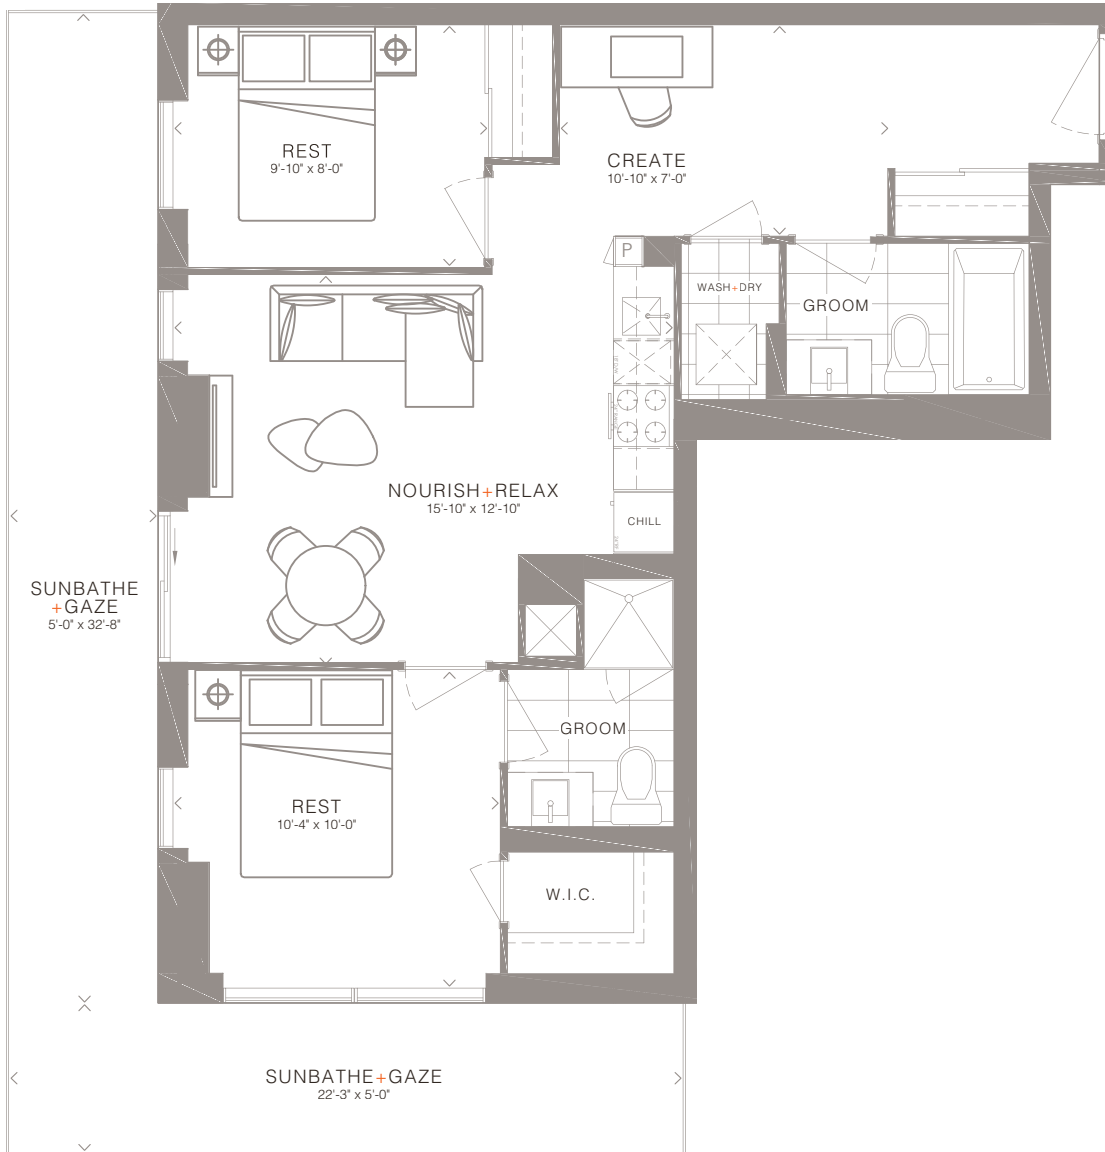 REST
9'-10" x 8'-0"
CREATE
10'-10" x 7'-0"
P
WASH+DRY
GROOM
NOURISH+RELAX
15'-10" x 12'-10"
CHILL
SUNBATHE
+GAZE
5'-0" x 32'-8"
GROOM
REST
10'-4" x 10'-0"
W.I.C.
SUNBATHE+GAZE
22'-3" x 5'-0"